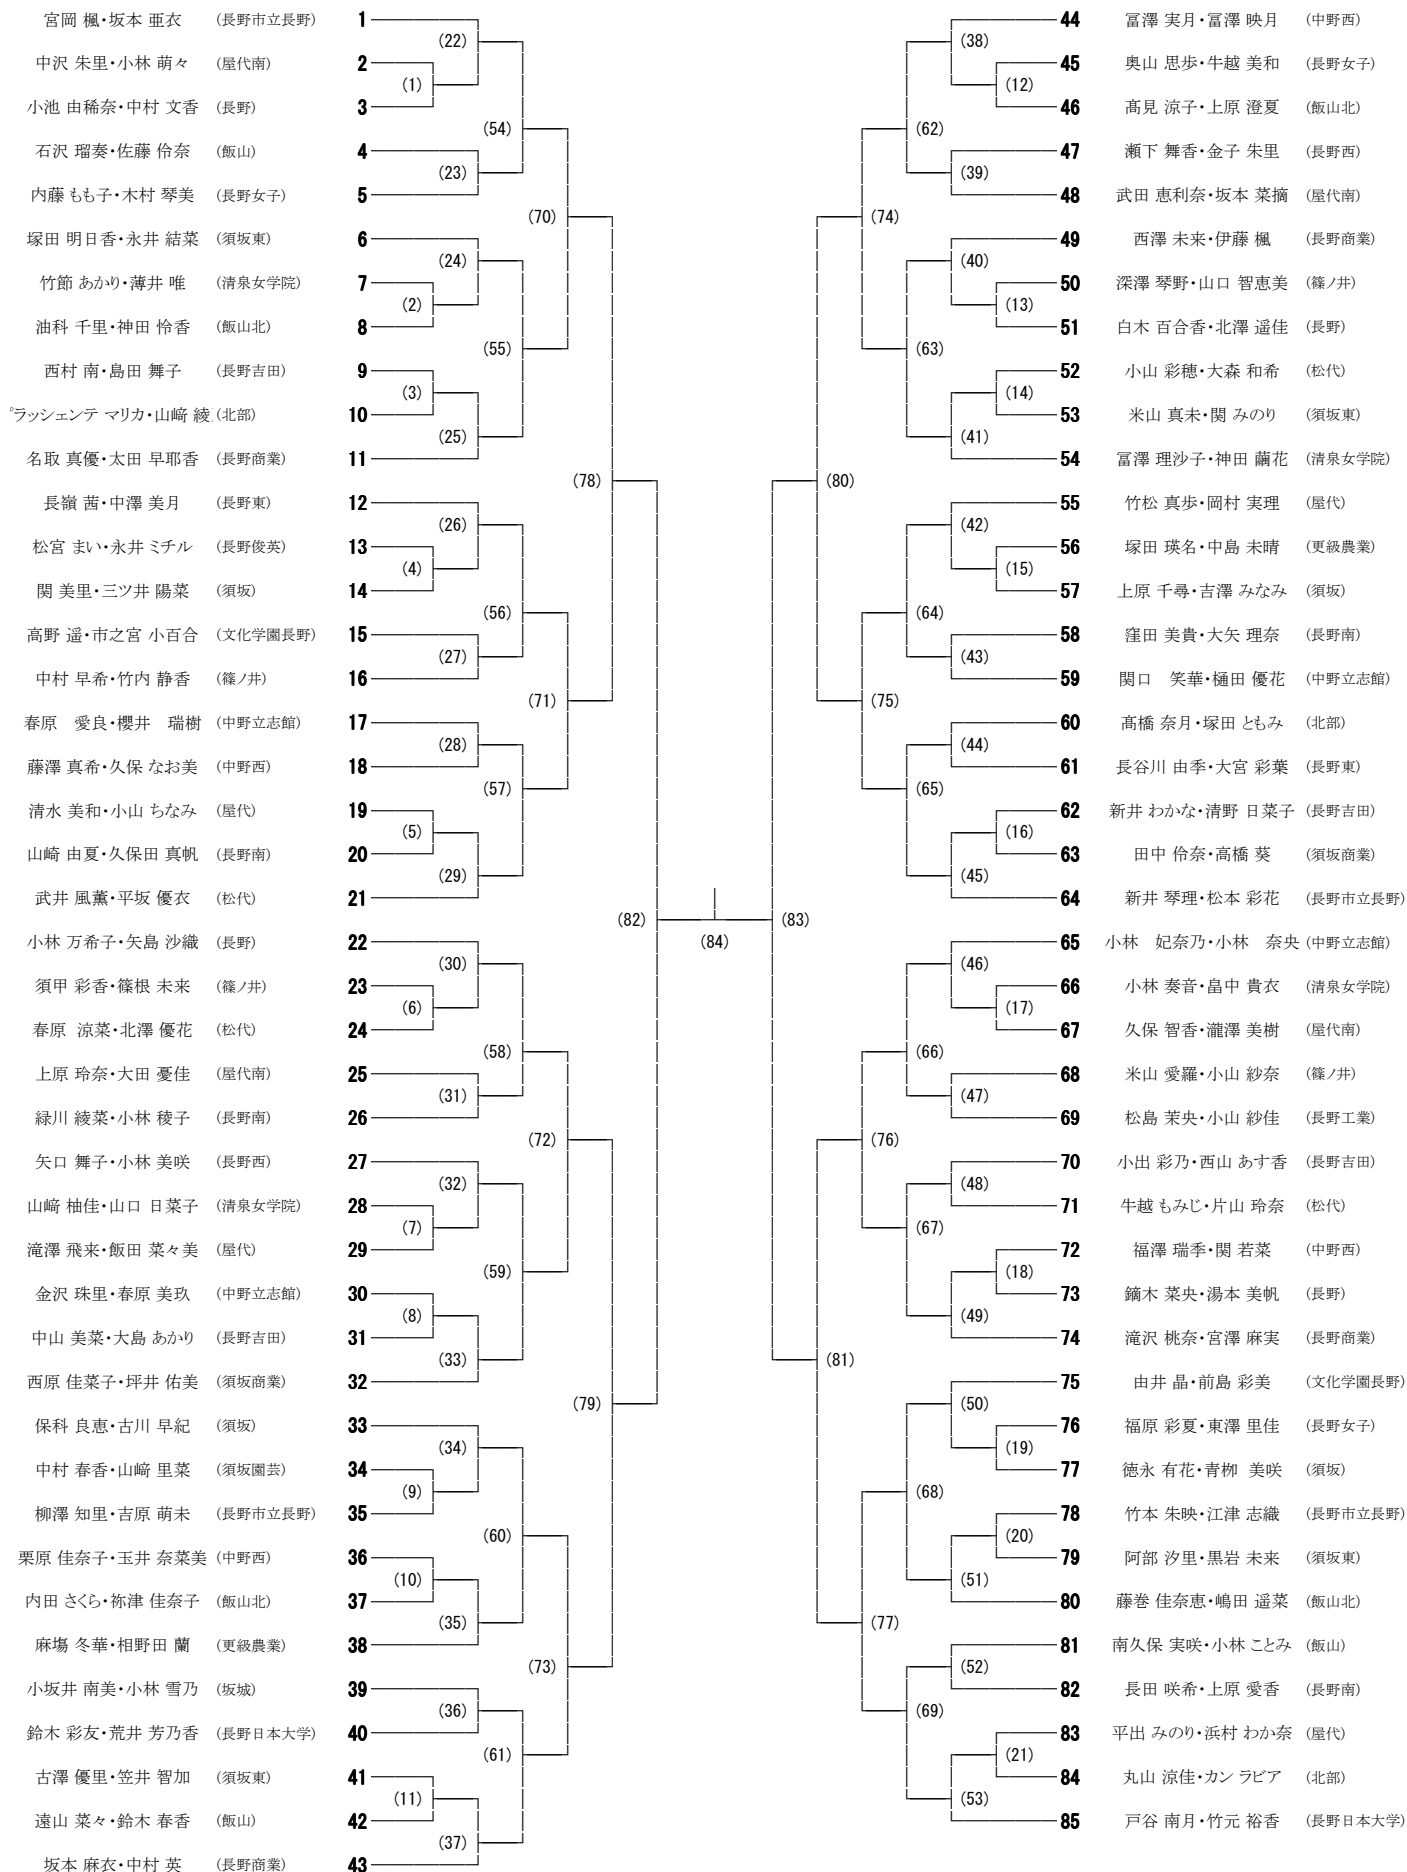 宮岡 楓・坂本 亜衣 (長野市立長野) 1
(22)
中沢 朱里・小林 萌々 (屋代南) 2
(1)
小池 由稀奈・中村 文香 (長野) 3
(54)
石沢 瑠奏・佐藤 伶奈 (飯山) 4
(23)
内藤 もも子・木村 琴美 (長野女子) 5
(70)
塚田 明日香・永井 結菜 (須坂東) 6
(24)
竹節 あかり・薄井 唯 (清泉女学院) 7
(2)
油科 千里・神田 怜香 (飯山北) 8
(55)
西村 南・島田 舞子 (長野吉田) 9
(3)
ラッシェンテ マリカ・山﨑 綾 (北部) 10
(25)
名取 真優・太田 早耶香 (長野商業) 11
(78)
長嶺 茜・中澤 美月 (長野東) 12
(26)
松宮 まい・永井 ミチル (長野俊英) 13
(4)
関 美里・三ツ井 陽菜 (須坂) 14
(56)
高野 遥・市之宮 小百合 (文化学園長野) 15
(27)
中村 早希・竹内 静香 (篠ノ井) 16
(71)
春原 愛良・櫻井 瑞樹 (中野立志館) 17
(28)
藤澤 真希・久保 なお美 (中野西) 18
(57)
清水 美和・小山 ちなみ (屋代) 19
(5)
山崎 由夏・久保田 真帆 (長野南) 20
(29)
武井 風薫・平坂 優衣 (松代) 21
(82)
(84)
小林 万希子・矢島 沙織 (長野) 22
(30)
須甲 彩香・篠根 未来 (篠ノ井) 23
(6)
春原 涼菜・北澤 優花 (松代) 24
(58)
上原 玲奈・大田 憂佳 (屋代南) 25
(31)
緑川 綾菜・小林 稜子 (長野南) 26
(72)
矢口 舞子・小林 美咲 (長野西) 27
(32)
山﨑 柚佳・山口 日菜子 (清泉女学院) 28
(7)
滝澤 飛来・飯田 菜々美 (屋代) 29
(59)
金沢 珠里・春原 美玖 (中野立志館) 30
(8)
中山 美菜・大島 あかり (長野吉田) 31
(33)
西原 佳菜子・坪井 佑美 (須坂商業) 32
(79)
保科 良恵・古川 早紀 (須坂) 33
(34)
中村 春香・山﨑 里菜 (須坂園芸) 34
(9)
柳澤 知里・吉原 萌未 (長野市立長野) 35
(60)
栗原 佳奈子・玉井 奈菜美 (中野西) 36
(10)
内田 さくら・祢津 佳奈子 (飯山北) 37
(35)
麻場 冬華・相野田 蘭 (更級農業) 38
(73)
小坂井 南美・小林 雪乃 (坂城) 39
(36)
鈴木 彩友・荒井 芳乃香 (長野日本大学) 40
(61)
古澤 優里・笠井 智加 (須坂東) 41
(11)
遠山 菜々・鈴木 春香 (飯山) 42
(37)
坂本 麻衣・中村 英 (長野商業) 43
44 冨澤 実月・冨澤 映月 (中野西)
(38)
45 奥山 思歩・牛越 美和 (長野女子)
(12)
46 髙見 涼子・上原 澄夏 (飯山北)
(62)
47 瀬下 舞香・金子 朱里 (長野西)
(39)
48 武田 恵利奈・坂本 菜摘 (屋代南)
(74)
49 西澤 未来・伊藤 楓 (長野商業)
(40)
50 深澤 琴野・山口 智恵美 (篠ノ井)
(13)
51 白木 百合香・北澤 遥佳 (長野)
(63)
52 小山 彩穂・大森 和希 (松代)
(14)
53 米山 真未・関 みのり (須坂東)
(41)
54 冨澤 理沙子・神田 繭花 (清泉女学院)
(80)
55 竹松 真歩・岡村 実理 (屋代)
(42)
56 塚田 瑛名・中島 未晴 (更級農業)
(15)
57 上原 千尋・吉澤 みなみ (須坂)
(64)
58 窪田 美貴・大矢 理奈 (長野南)
(43)
59 関口 笑華・樋田 優花 (中野立志館)
(75)
60 髙橋 奈月・塚田 ともみ (北部)
(44)
61 長谷川 由季・大宮 彩葉 (長野東)
(65)
62 新井 わかな・清野 日菜子 (長野吉田)
(16)
63 田中 伶奈・高橋 葵 (須坂商業)
(45)
64 新井 琴理・松本 彩花 (長野市立長野)
(83)
65 小林 妃奈乃・小林 奈央 (中野立志館)
(46)
66 小林 奏音・畠中 貴衣 (清泉女学院)
(17)
67 久保 智香・瀧澤 美樹 (屋代南)
(66)
68 米山 愛羅・小山 紗奈 (篠ノ井)
(47)
69 松島 茉央・小山 紗佳 (長野工業)
(76)
70 小出 彩乃・西山 あす香 (長野吉田)
(48)
71 牛越 もみじ・片山 玲奈 (松代)
(67)
72 福澤 瑞季・関 若菜 (中野西)
(18)
73 鏑木 菜央・湯本 美帆 (長野)
(49)
74 滝沢 桃奈・宮澤 麻実 (長野商業)
(81)
75 由井 晶・前島 彩美 (文化学園長野)
(50)
76 福原 彩夏・東澤 里佳 (長野女子)
(19)
77 徳永 有花・青栁 美咲 (須坂)
(68)
78 竹本 朱映・江津 志織 (長野市立長野)
(20)
79 阿部 汐里・黒岩 未来 (須坂東)
(51)
80 藤巻 佳奈恵・嶋田 遥菜 (飯山北)
(77)
81 南久保 実咲・小林 ことみ (飯山)
(52)
82 長田 咲希・上原 愛香 (長野南)
(69)
83 平出 みのり・浜村 わか奈 (屋代)
(21)
84 丸山 涼佳・カン ラビア (北部)
(53)
85 戸谷 南月・竹元 裕香 (長野日本大学)